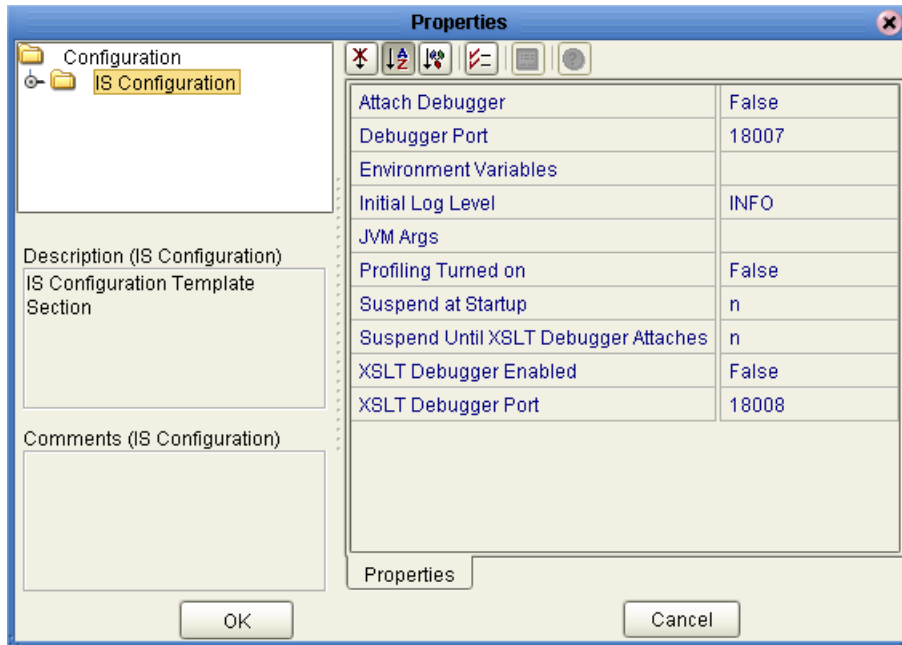 Properties
Configuration
IS Configuration
Description (IS Configuration)
IS Configuration Template
Section
Comments (IS Configuration)
Attach Debugger False
Debugger Port 18007
Environment Variables
Initial Log Level INFO
JVM Args
Profiling Turned on False
Suspend at Startup n
Suspend Until XSLT Debugger Attaches n
XSLT Debugger Enabled False
XSLT Debugger Port 18008
Properties
OK
Cancel